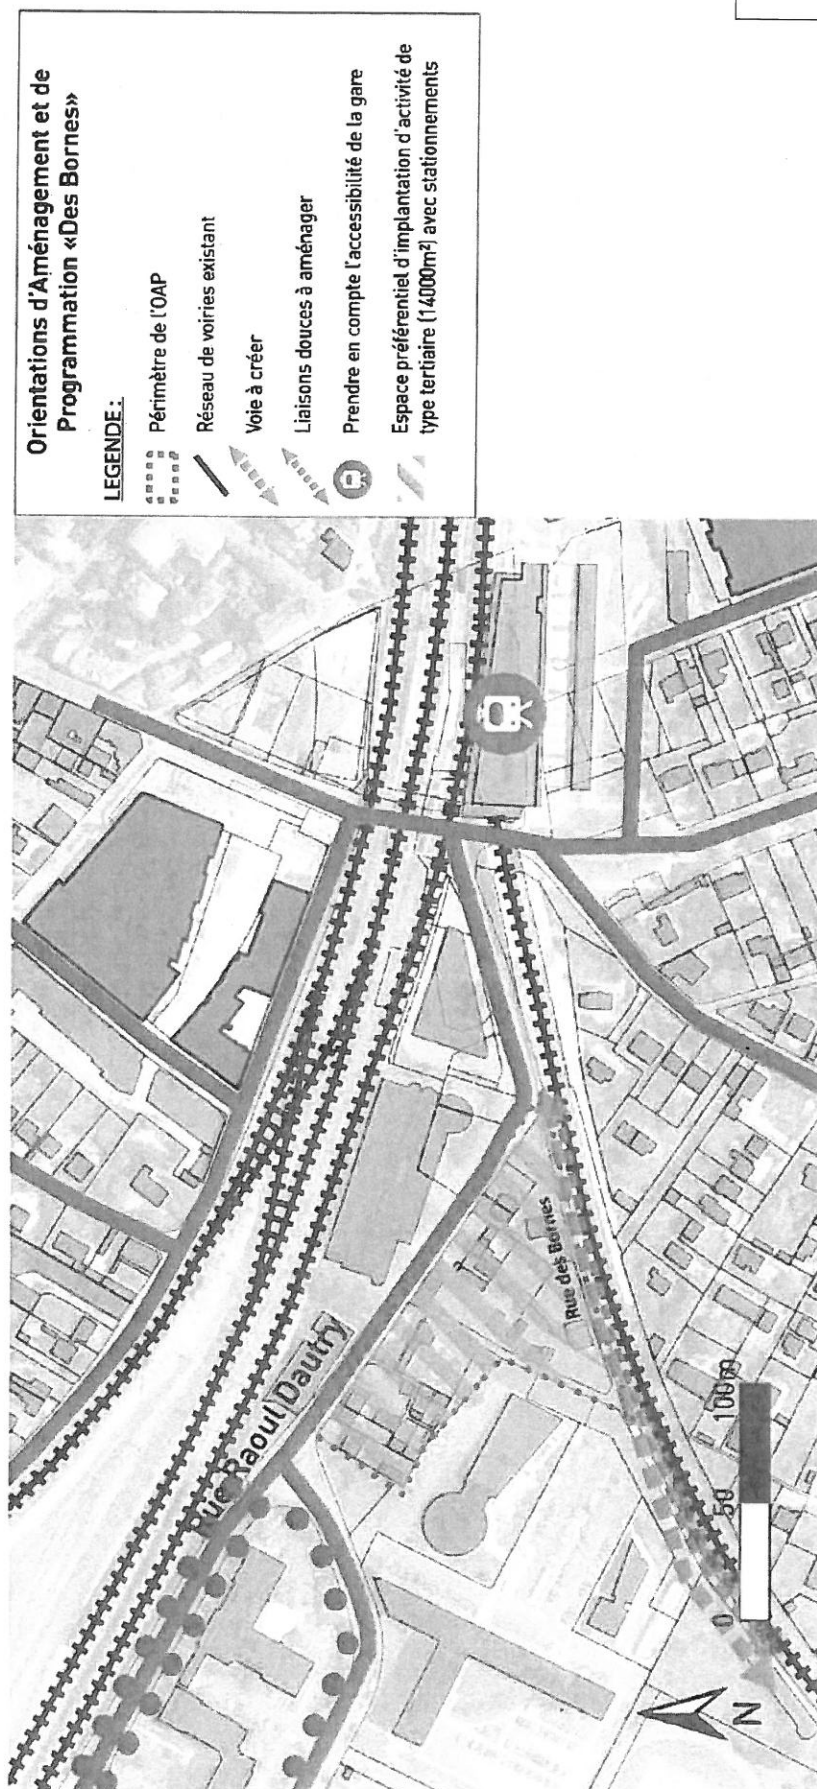 Orientations d'Aménagement et de
Programmation «Des Bornes»
LEGENDE :
Périmètre de l'OAP
Réseau de voiries existant
Voie à créer
Liaisons douces à aménager
Prendre en compte l'accessibilité de la gare
Espace préférentiel d'implantation d'activité de
type tertiaire (14000m²) avec stationnements
Rue Raoul Dautry
Rue des Bornes
0 50 100m
N